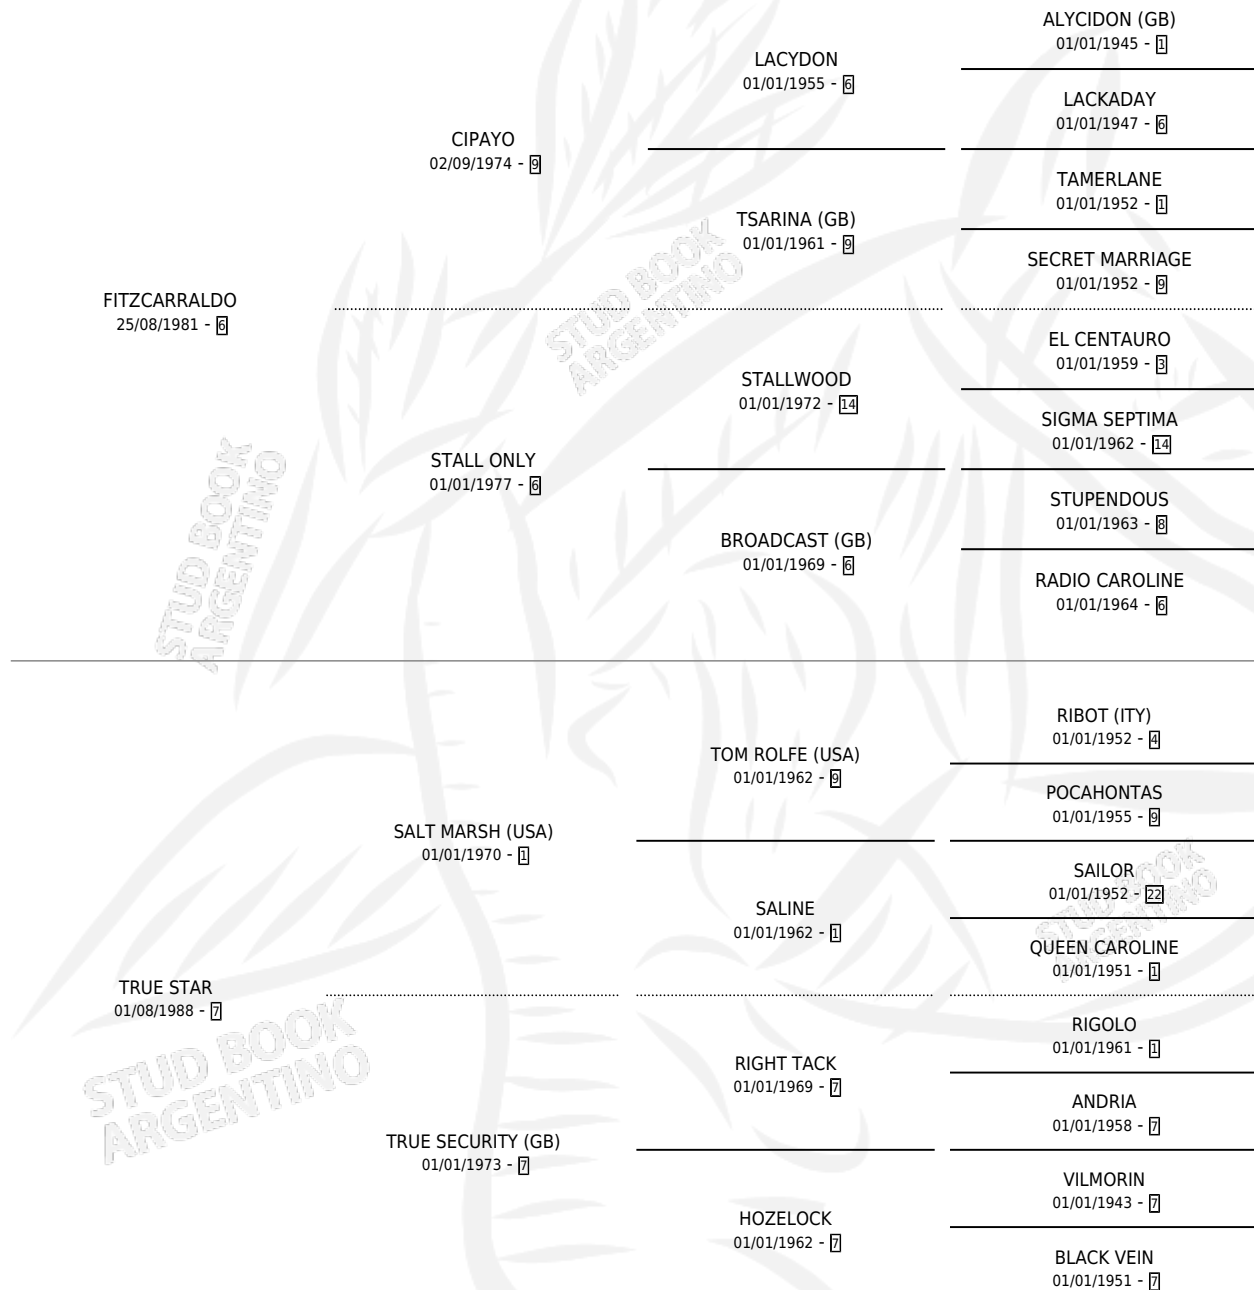 ALYCIDON (GB)
01/01/1945 - 1
LACYDON
01/01/1955 - 6
LACKADAY
01/01/1947 - 6
CIPAYO
02/09/1974 - 9
TAMERLANE
01/01/1952 - 1
TSARINA (GB)
01/01/1961 - 9
SECRET MARRIAGE
01/01/1952 - 9
FITZCARRALDO
25/08/1981 - 6
STUD BOOK
ARGENTINO
EL CENTAURO
01/01/1959 - 3
STALLWOOD
01/01/1972 - 14
SIGMA SEPTIMA
01/01/1962 - 14
STALL ONLY
01/01/1977 - 6
STUPENDOUS
01/01/1963 - 8
BROADCAST (GB)
01/01/1969 - 6
RADIO CAROLINE
01/01/1964 - 6
STUD BOOK
ARGENTINO
RIBOT (ITY)
01/01/1952 - 4
TOM ROLFE (USA)
01/01/1962 - 9
POCAHONTAS
01/01/1955 - 9
SALT MARSH (USA)
01/01/1970 - 1
SAILOR
01/01/1952 - 22
SALINE
01/01/1962 - 1
QUEEN CAROLINE
01/01/1951 - 1
STUD BOOK
ARGENTINO
TRUE STAR
01/08/1988 - 7
RIGOLO
01/01/1961 - 1
RIGHT TACK
01/01/1969 - 7
ANDRIA
01/01/1958 - 7
STUD BOOK
ARGENTINO
TRUE SECURITY (GB)
01/01/1973 - 7
VILMORIN
01/01/1943 - 7
HOZELOCK
01/01/1962 - 7
BLACK VEIN
01/01/1951 - 7